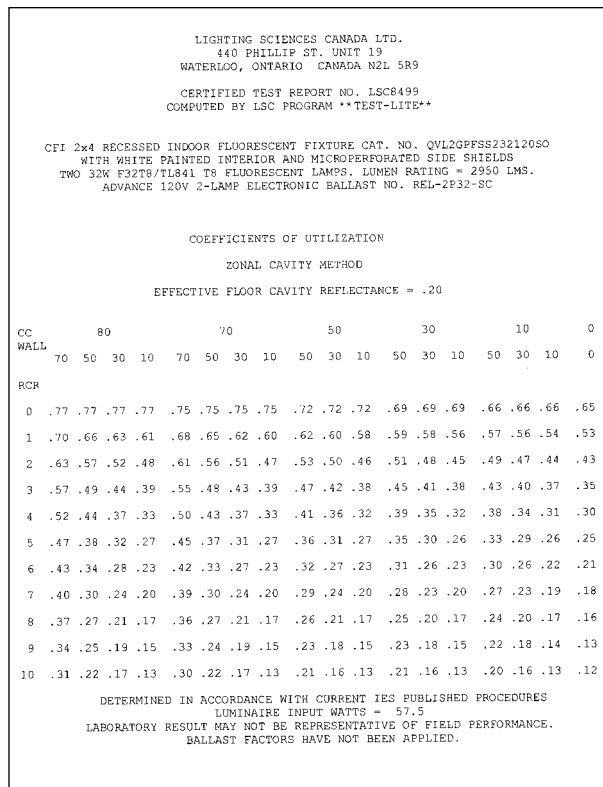 LIGHTING SCIENCES CANADA LTD.
440 PHILLIP ST. UNIT 19
WATERLOO, ONTARIO CANADA N2L 5R9
CERTIFIED TEST REPORT NO. LSC8499
COMPUTED BY LSC PROGRAM **TEST-LITE**
CFI 2x4 RECESSED INDOOR FLUORESCENT FIXTURE CAT. NO. QVL2GPFSS232120SO
WITH WHITE PAINTED INTERIOR AND MICROPERFORATED SIDE SHIELDS
TWO 32W F32T8/TL841 T8 FLUORESCENT LAMPS. LUMEN RATING = 2950 LMS.
ADVANCE 120V 2-LAMP ELECTRONIC BALLAST NO. REL-2P32-SC
COEFFICIENTS OF UTILIZATION
ZONAL CAVITY METHOD
EFFECTIVE FLOOR CAVITY REFLECTANCE = .20
CC 80 70 50 30 10 0
WALL
70 50 30 10 70 50 30 10 50 30 10 50 30 10 50 30 10 0
RCR
0 .77 .77 .77 .77 .75 .75 .75 .75 .72 .72 .72 .69 .69 .69 .66 .66 .66 .65
1 .70 .66 .63 .61 .68 .65 .62 .60 .62 .60 .58 .59 .58 .56 .57 .56 .54 .53
2 .63 .57 .52 .48 .61 .56 .51 .47 .53 .50 .46 .51 .48 .45 .49 .47 .44 .43
3 .57 .49 .44 .39 .55 .48 .43 .39 .47 .42 .38 .45 .41 .38 .43 .40 .37 .35
4 .52 .44 .37 .33 .50 .43 .37 .33 .41 .36 .32 .39 .35 .32 .38 .34 .31 .30
5 .47 .38 .32 .27 .45 .37 .31 .27 .36 .31 .27 .35 .30 .26 .33 .29 .26 .25
6 .43 .34 .28 .23 .42 .33 .27 .23 .32 .27 .23 .31 .26 .23 .30 .26 .22 .21
7 .40 .30 .24 .20 .39 .30 .24 .20 .29 .24 .20 .28 .23 .20 .27 .23 .19 .18
8 .37 .27 .21 .17 .36 .27 .21 .17 .26 .21 .17 .25 .20 .17 .24 .20 .17 .16
9 .34 .25 .19 .15 .33 .24 .19 .15 .23 .18 .15 .23 .18 .15 .22 .18 .14 .13
10 .31 .22 .17 .13 .30 .22 .17 .13 .21 .16 .13 .21 .16 .13 .20 .16 .13 .12
DETERMINED IN ACCORDANCE WITH CURRENT IES PUBLISHED PROCEDURES
LUMINAIRE INPUT WATTS = 57.5
LABORATORY RESULT MAY NOT BE REPRESENTATIVE OF FIELD PERFORMANCE.
BALLAST FACTORS HAVE NOT BEEN APPLIED.